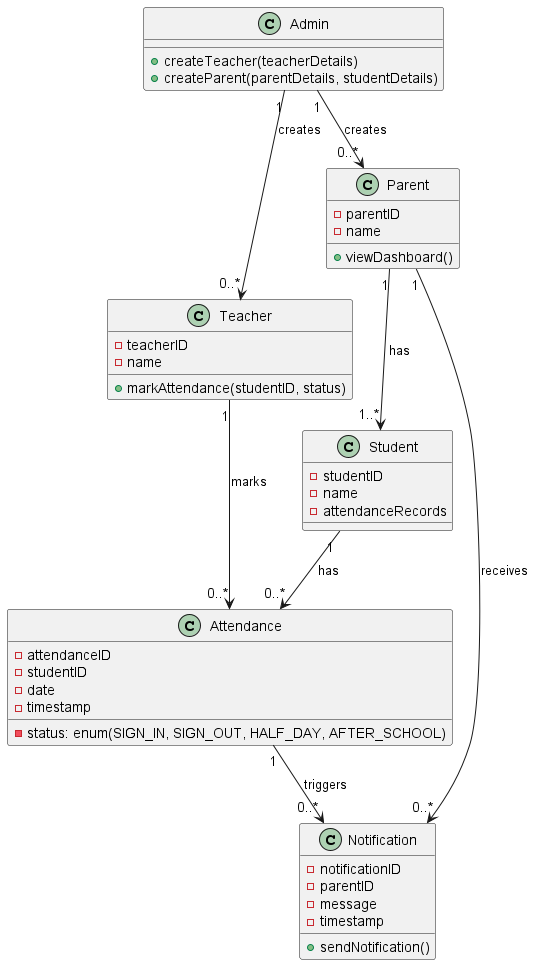 C Admin
createTeacher(teacherDetails)
createParent(parentDetails, studentDetails)
1
1
creates
creates
0..*
C Parent
parentID
name
viewDashboard()
0..*
1
1
C Teacher
teacherID
name
markAttendance(studentID, status)
has
1
1..*
C Student
studentID
name
attendanceRecords
marks
1
has
receives
0..*
0..*
C Attendance
attendanceID
studentID
date
timestamp
status: enum(SIGN_IN, SIGN_OUT, HALF_DAY, AFTER_SCHOOL)
1
triggers
0..*
0..*
C Notification
notificationID
parentID
message
timestamp
sendNotification()